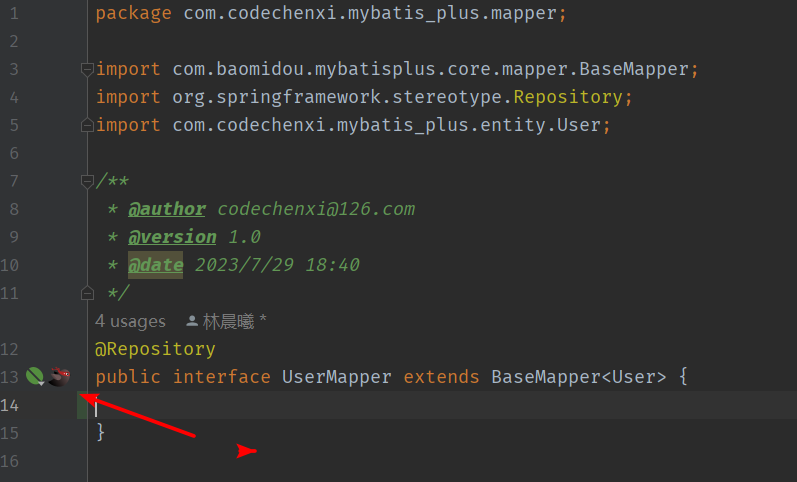 1 package com.codechenxi.mybatis_plus.mapper;
2
3 import com.baomidou.mybatisplus.core.mapper.BaseMapper;
4 import org.springframework.stereotype.Repository;
5 import com.codechenxi.mybatis_plus.entity.User;
6
7 /**
8 * @author codechenxi@126.com
9 * @version 1.0
10 * @date 2023/7/29 18:40
11 */
4 usages 林晨曦 *
12 @Repository
13 public interface UserMapper extends BaseMapper<User> {
14
15 }
16